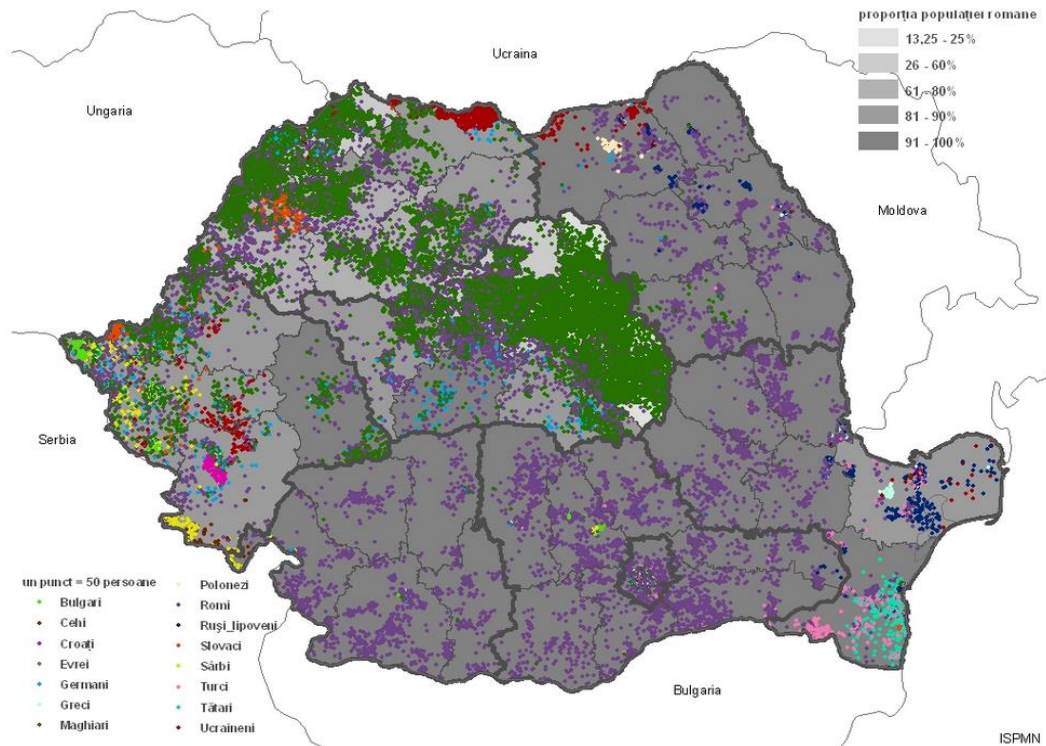 proporția populației romane
13,25 - 25%
26 - 60%
61 - 80%
81 - 90%
91 - 100%
Ucraina
Ungaria
Moldova
Serbia
Bulgaria
un punct = 50 persoane
Bulgari
Cehi
Croați
Evrei
Germani
Greci
Maghiari
Polonezi
Romi
Ruși_lipoveni
Slovaci
Sârbi
Turci
Tătari
Ucraineni
ISPMN